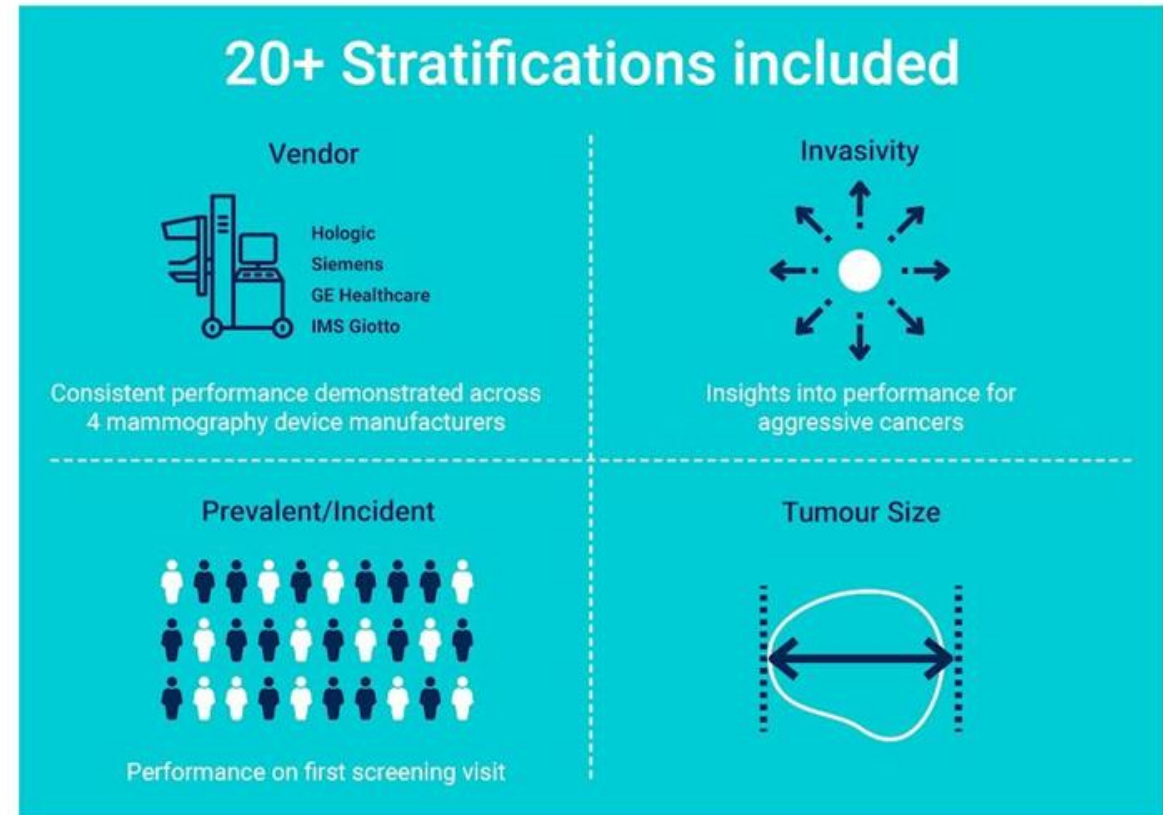 20+ Stratifications included
Vendor
Hologic
Siemens
GE Healthcare
IMS Giotto
Consistent performance demonstrated across
4 mammography device manufacturers
Invasivity
Insights into performance for
aggressive cancers
Prevalent/Incident
Performance on first screening visit
Tumour Size